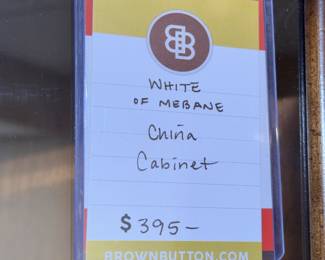 WHITE
OF MEBANE
China
Cabinet
$395-
BROWNBUTTON.COM